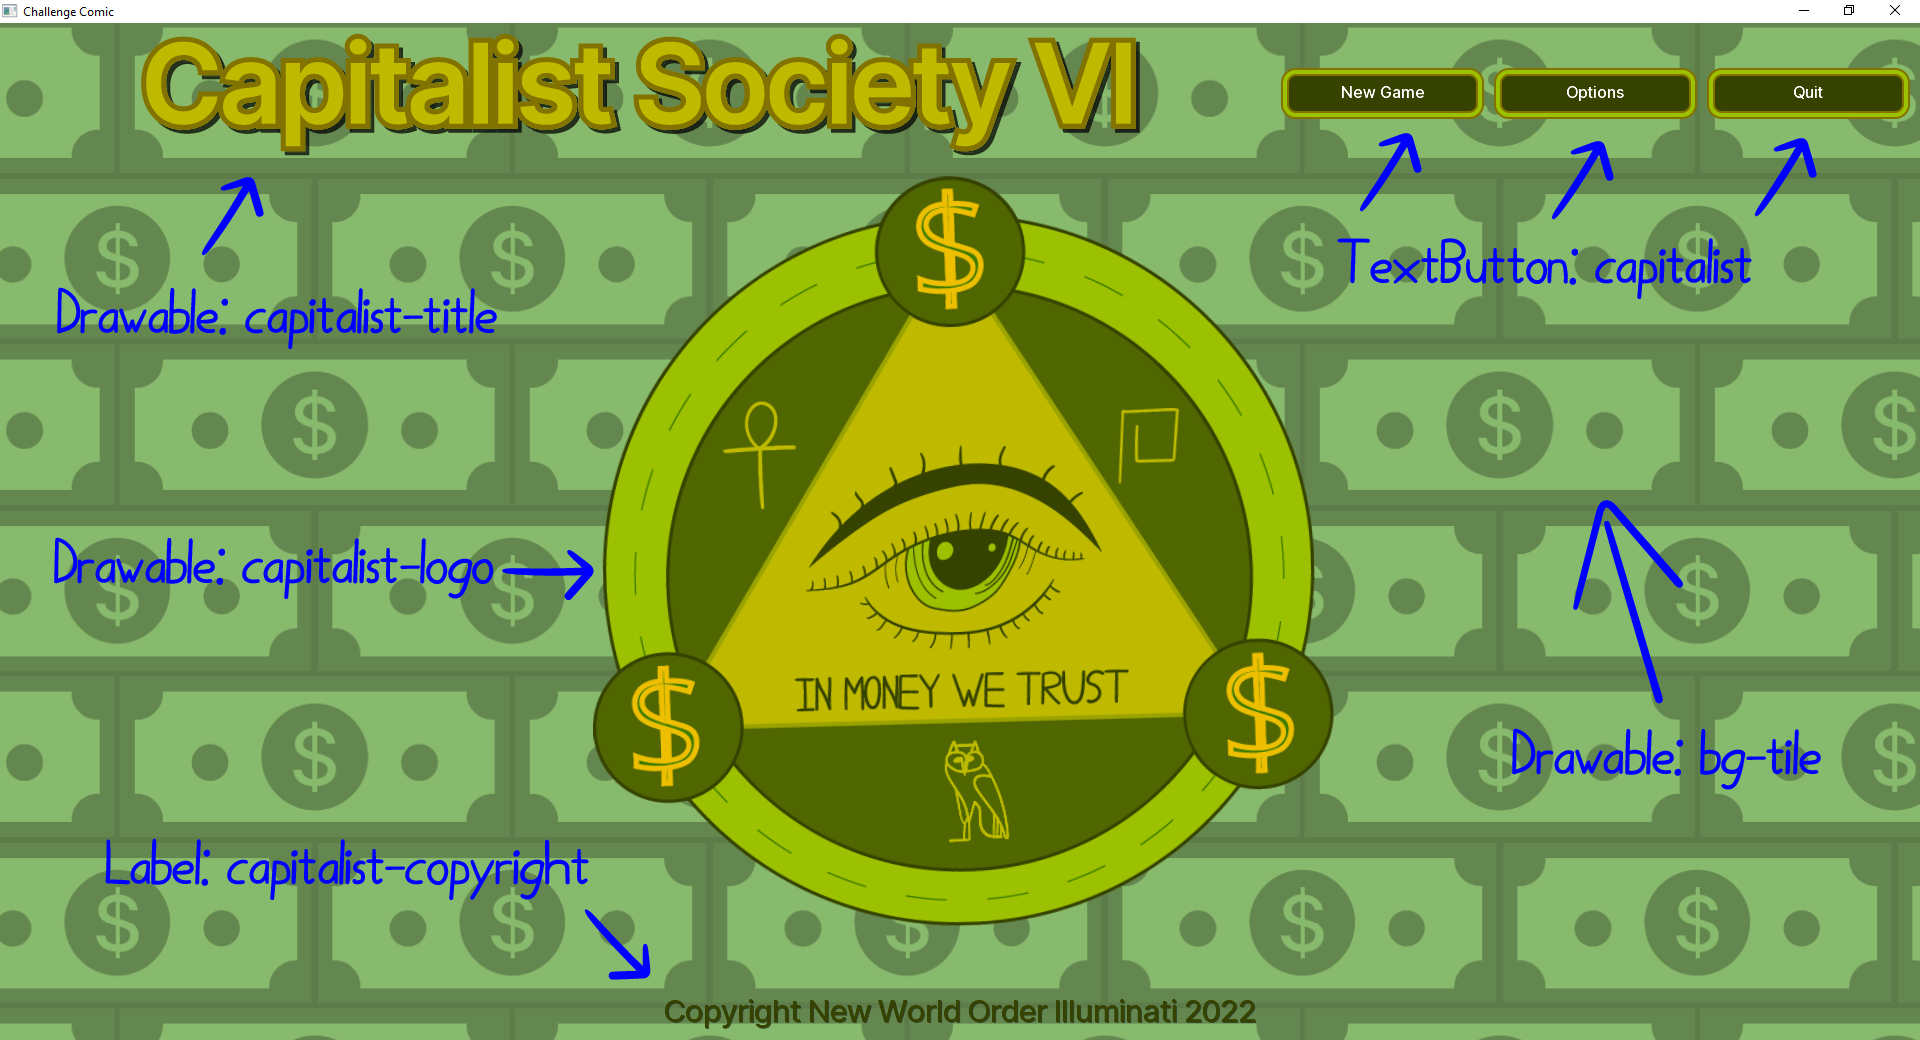 Challenge Comic
Capitalist Society VI
New Game
Options
Quit
Drawable: capitalist-title
TextButton: capitalist
Drawable: capitalist-logo
IN MONEY WE TRUST
Drawable: bg-tile
Label: capitalist-copyright
Copyright New World Order Illuminati 2022